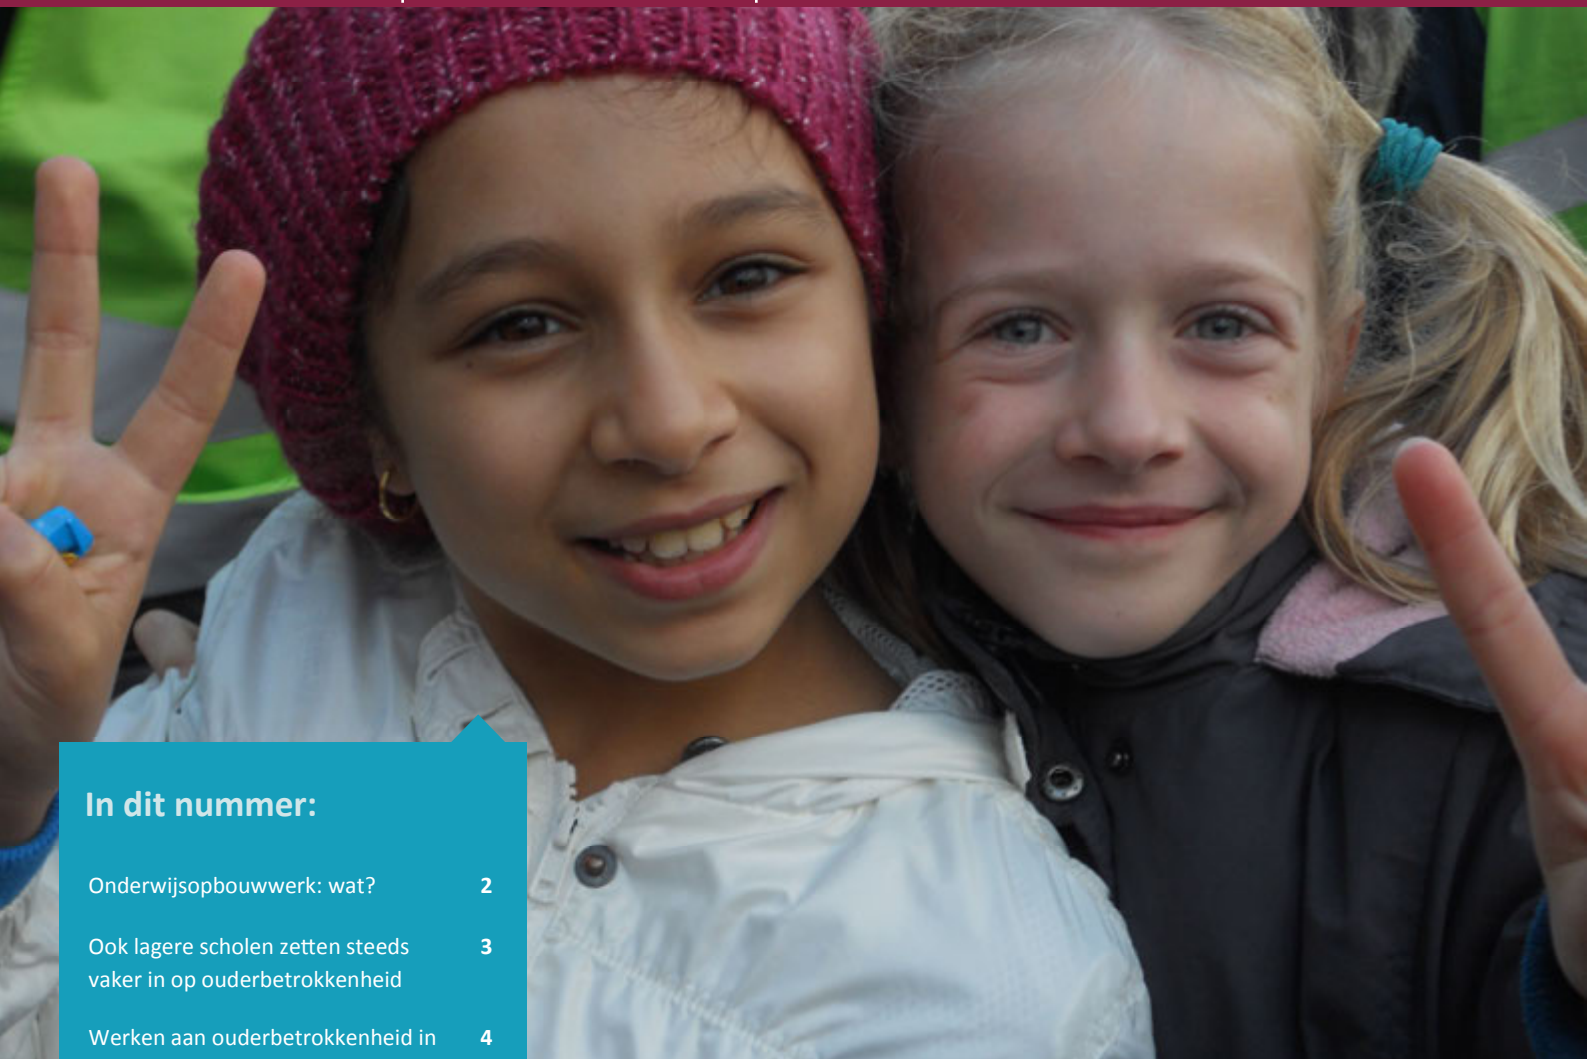 In dit nummer:
Onderwijsopbouwwerk: wat? 2
Ook lagere scholen zetten steeds 3
vaker in op ouderbetrokkenheid
Werken aan ouderbetrokkenheid in 4